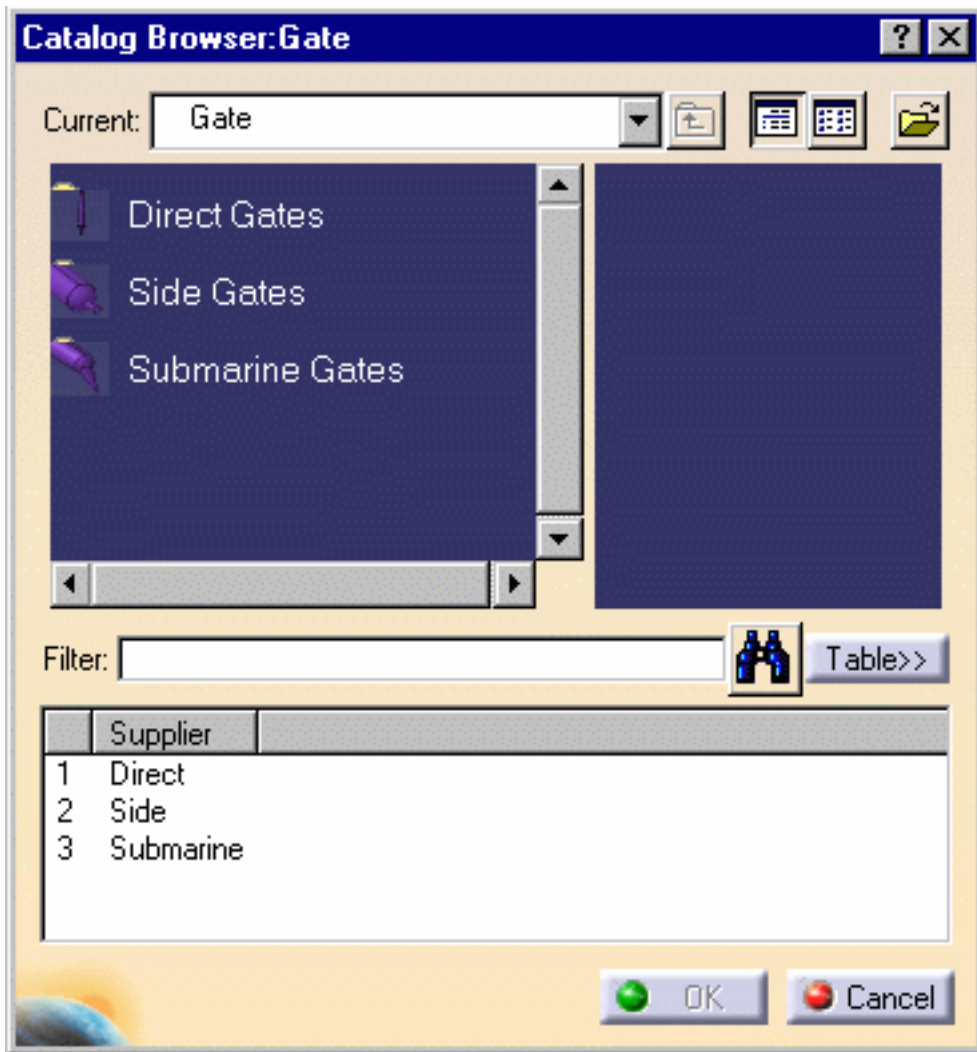 Catalog Browser:Gate
Current: Gate
Direct Gates
Side Gates
Submarine Gates
Filter: Table>>
Supplier
1 Direct
2 Side
3 Submarine
OK Cancel